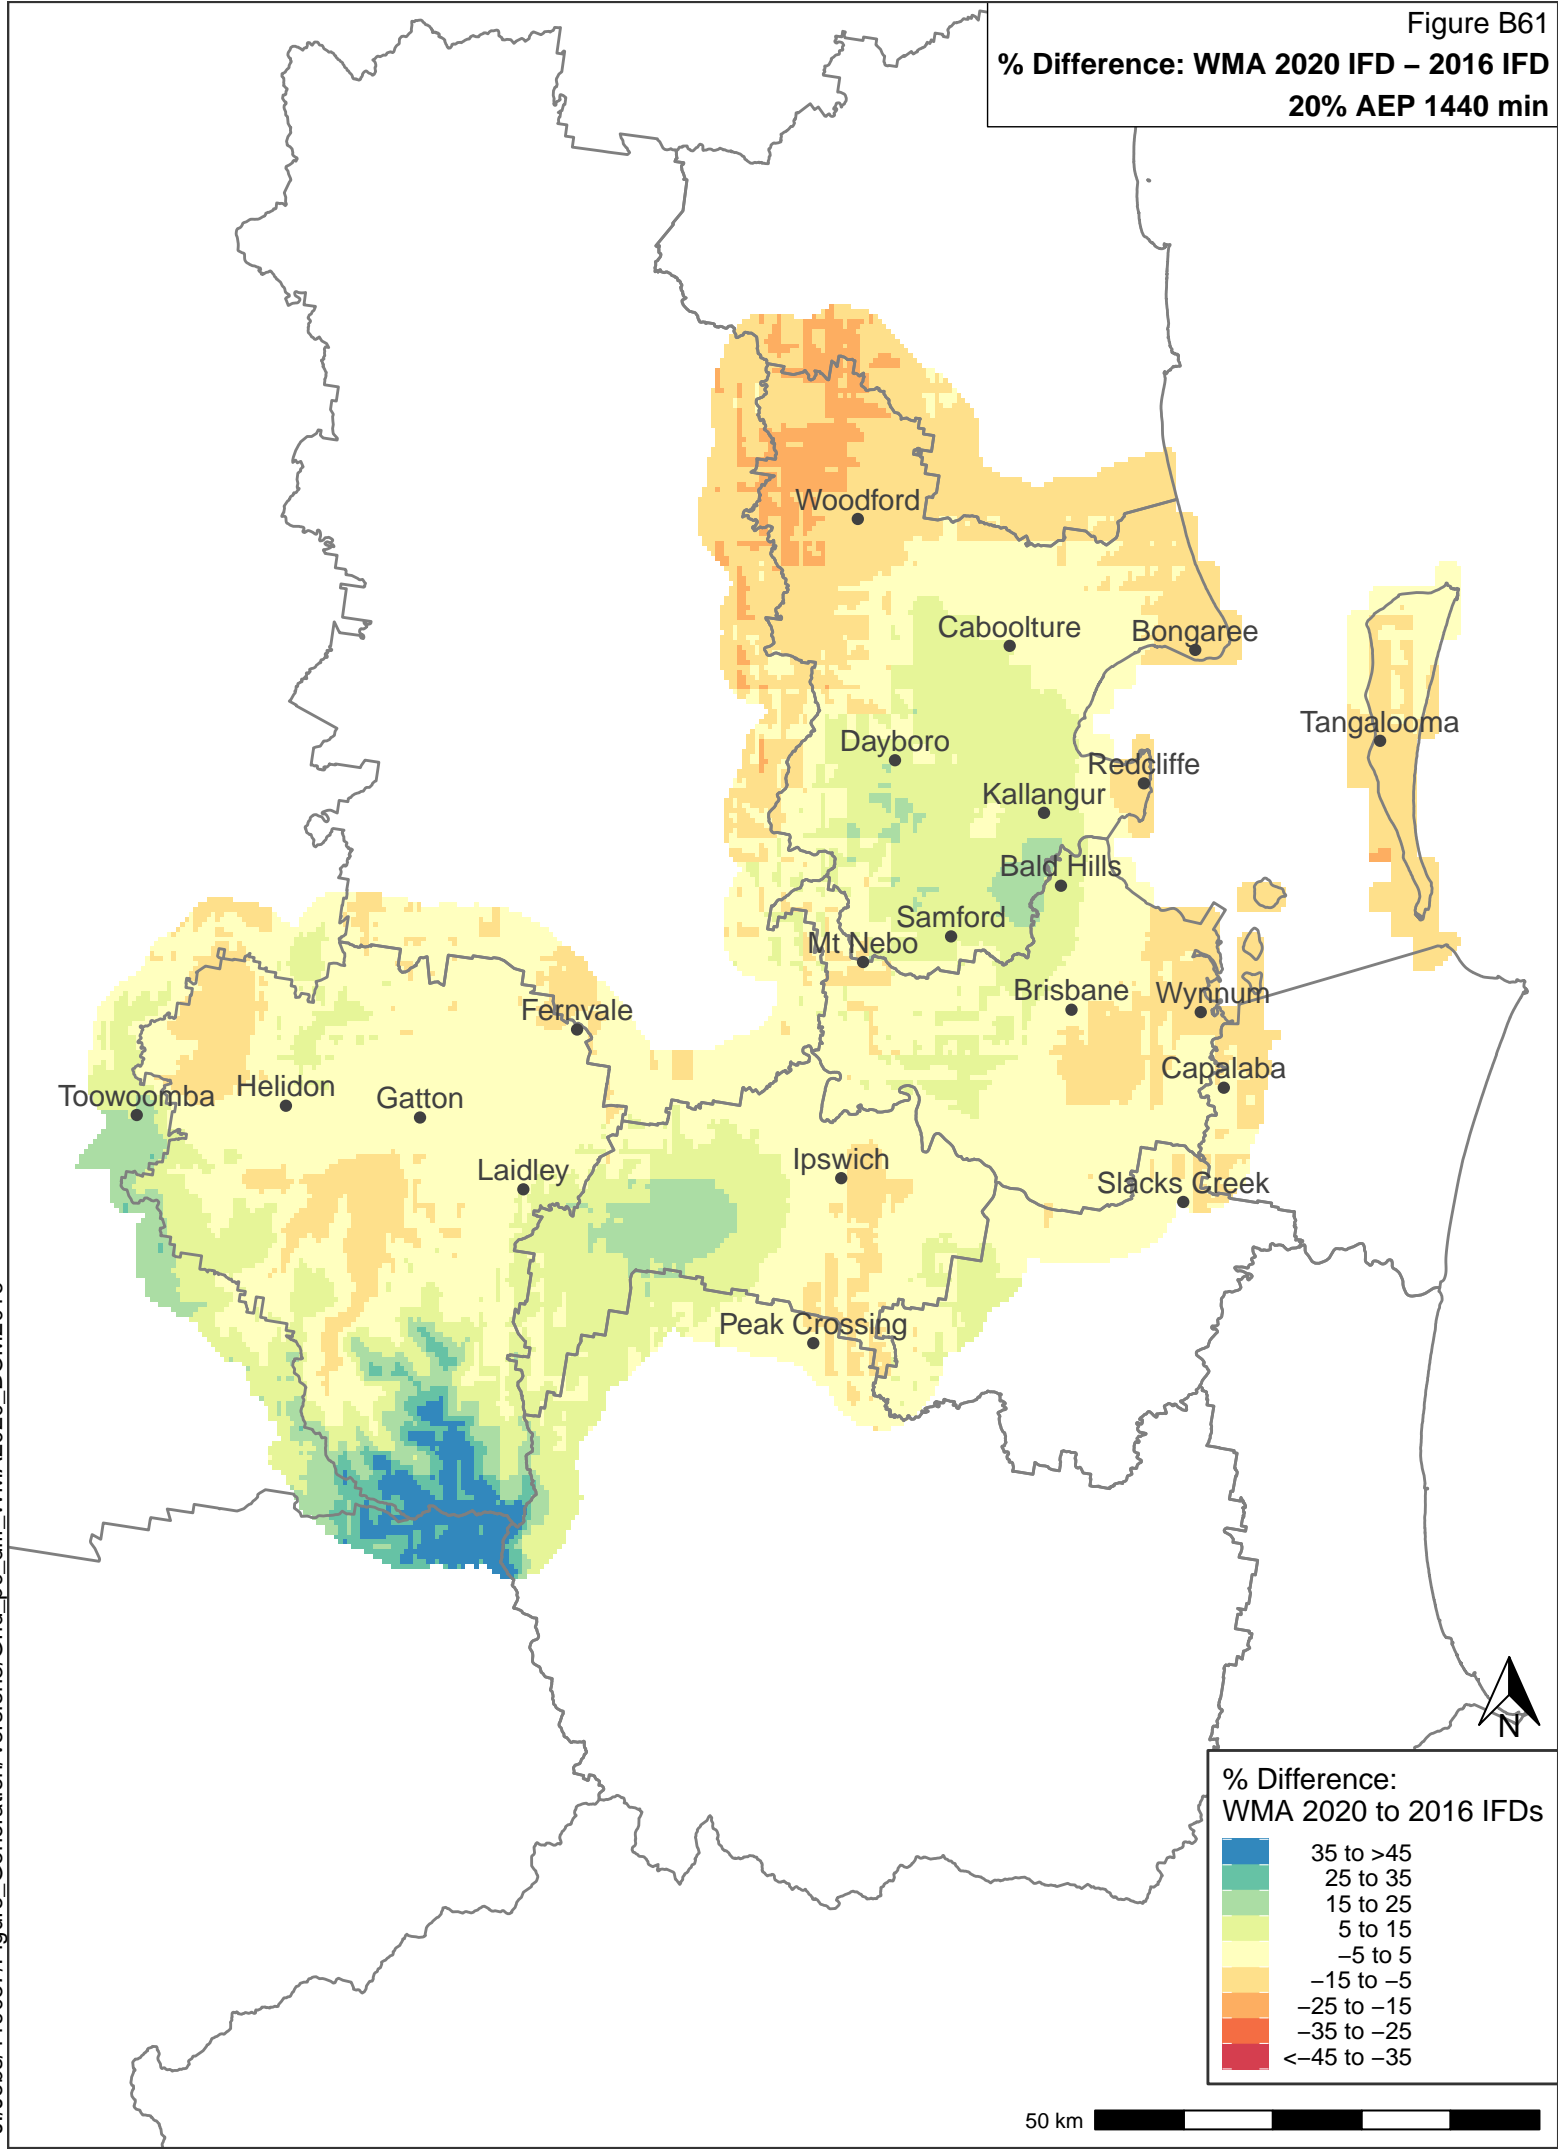 Figure B61
% Difference: WMA 2020 IFD – 2016 IFD
20% AEP 1440 min
Woodford
Caboolture
Bongaree
Tangalooma
Dayboro
Redcliffe
Kallangur
Bald Hills
Samford
Mt Nebo
Brisbane
Wynnum
Fernvale
Capalaba
Toowoomba
Helidon
Gatton
Ipswich
Laidley
Slacks Creek
Peak Crossing
N
% Difference:
WMA 2020 to 2016 IFDs
35 to >45
25 to 35
15 to 25
5 to 15
–5 to 5
–15 to –5
–25 to –15
–35 to –25
<–45 to –35
50 km